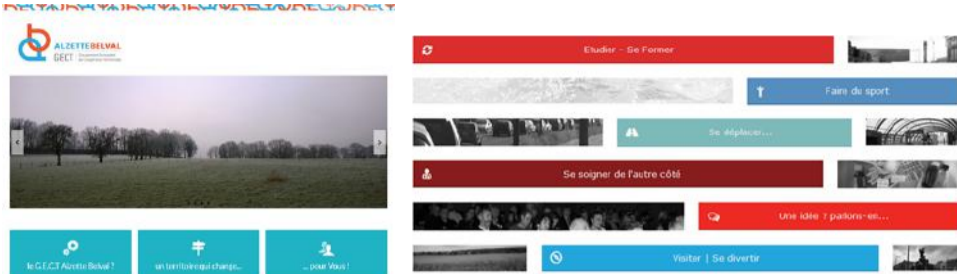 ALZETTEBELVAL
GECT
le G.E.C.T Alzette Belval ?
un territoire qui change...
... pour Vous !
Etudier - Se Former
Faire du sport
Se déplacer...
Se soigner de l'autre côté
Une idée ? parlons-en...
Visiter | Se divertir